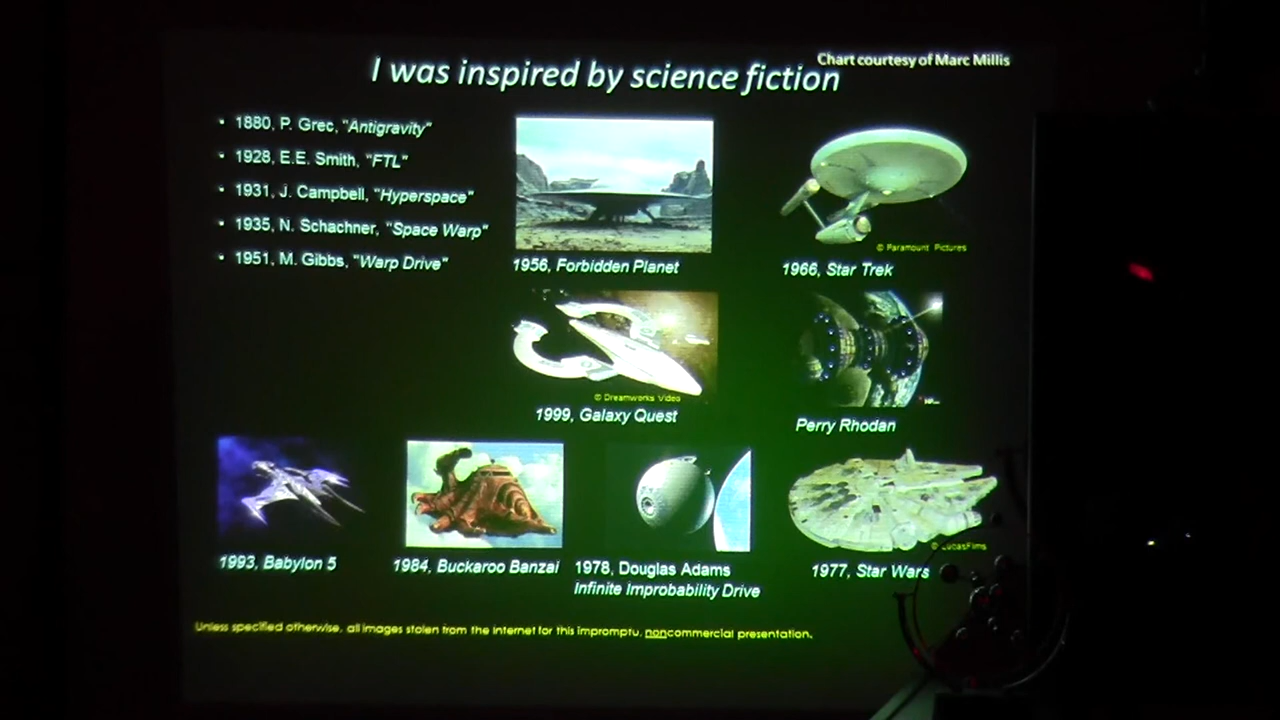 Chart courtesy of Marc Millis
I was inspired by science fiction
• 1880, P. Grec, "Antigravity"
• 1928, E.E. Smith, "FTL"
• 1931, J. Campbell, "Hyperspace"
• 1935, N. Schachner, "Space Warp"
• 1951, M. Gibbs, "Warp Drive"
1956, Forbidden Planet
© Paramount Pictures
1966, Star Trek
© Dreamworks Video
1999, Galaxy Quest
Perry Rhodan
1993, Babylon 5
1984, Buckaroo Banzai
1978, Douglas Adams
Infinite Improbability Drive
© LucasFilms
1977, Star Wars
Unless specified otherwise, all images stolen from the internet for this impromptu, noncommercial presentation.